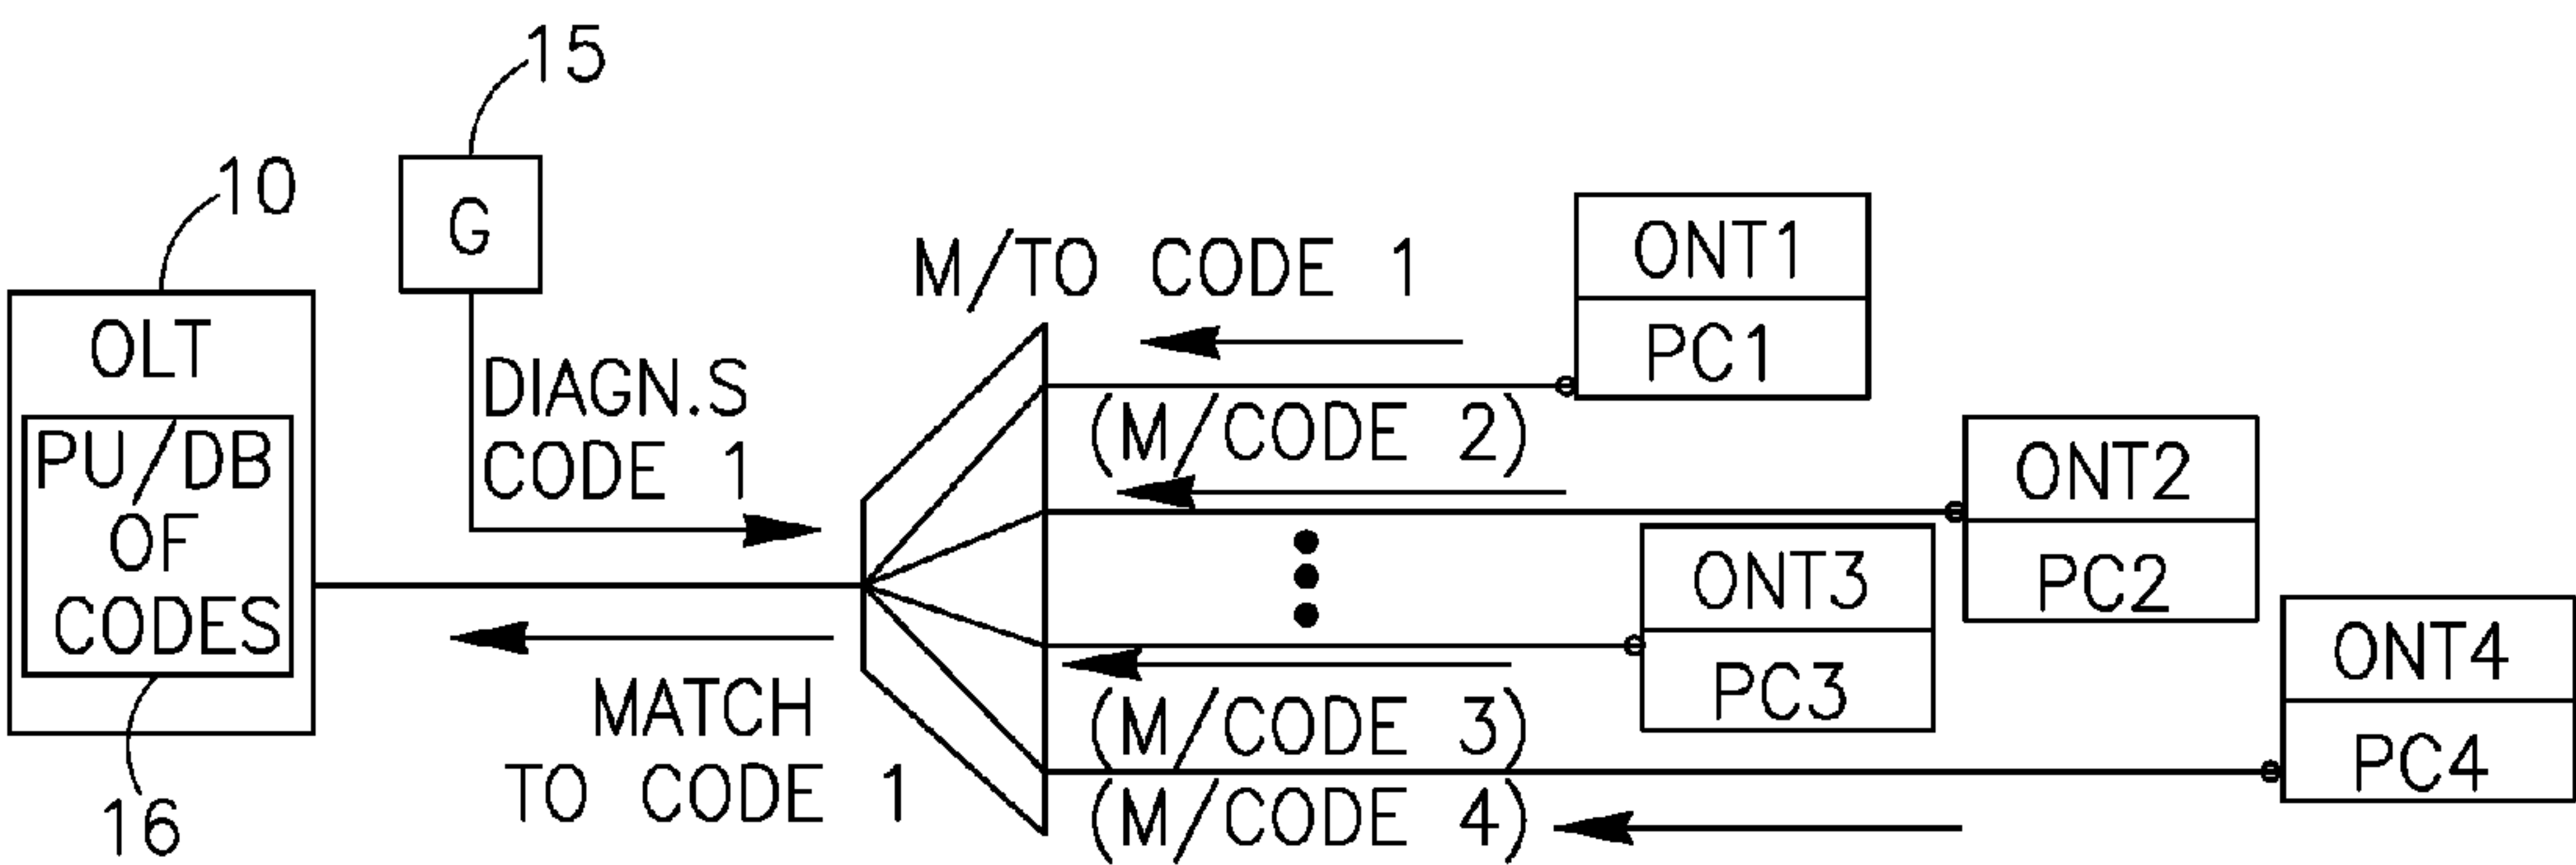 15
10
G
M/TO CODE 1
ONT1
PC1
OLT
PU/DB
OF
CODES
DIAGN.S
CODE 1
(M/CODE 2)
ONT2
PC2
ONT3
PC3
(M/CODE 3)
ONT4
PC4
MATCH
TO CODE 1
(M/CODE 4)
16